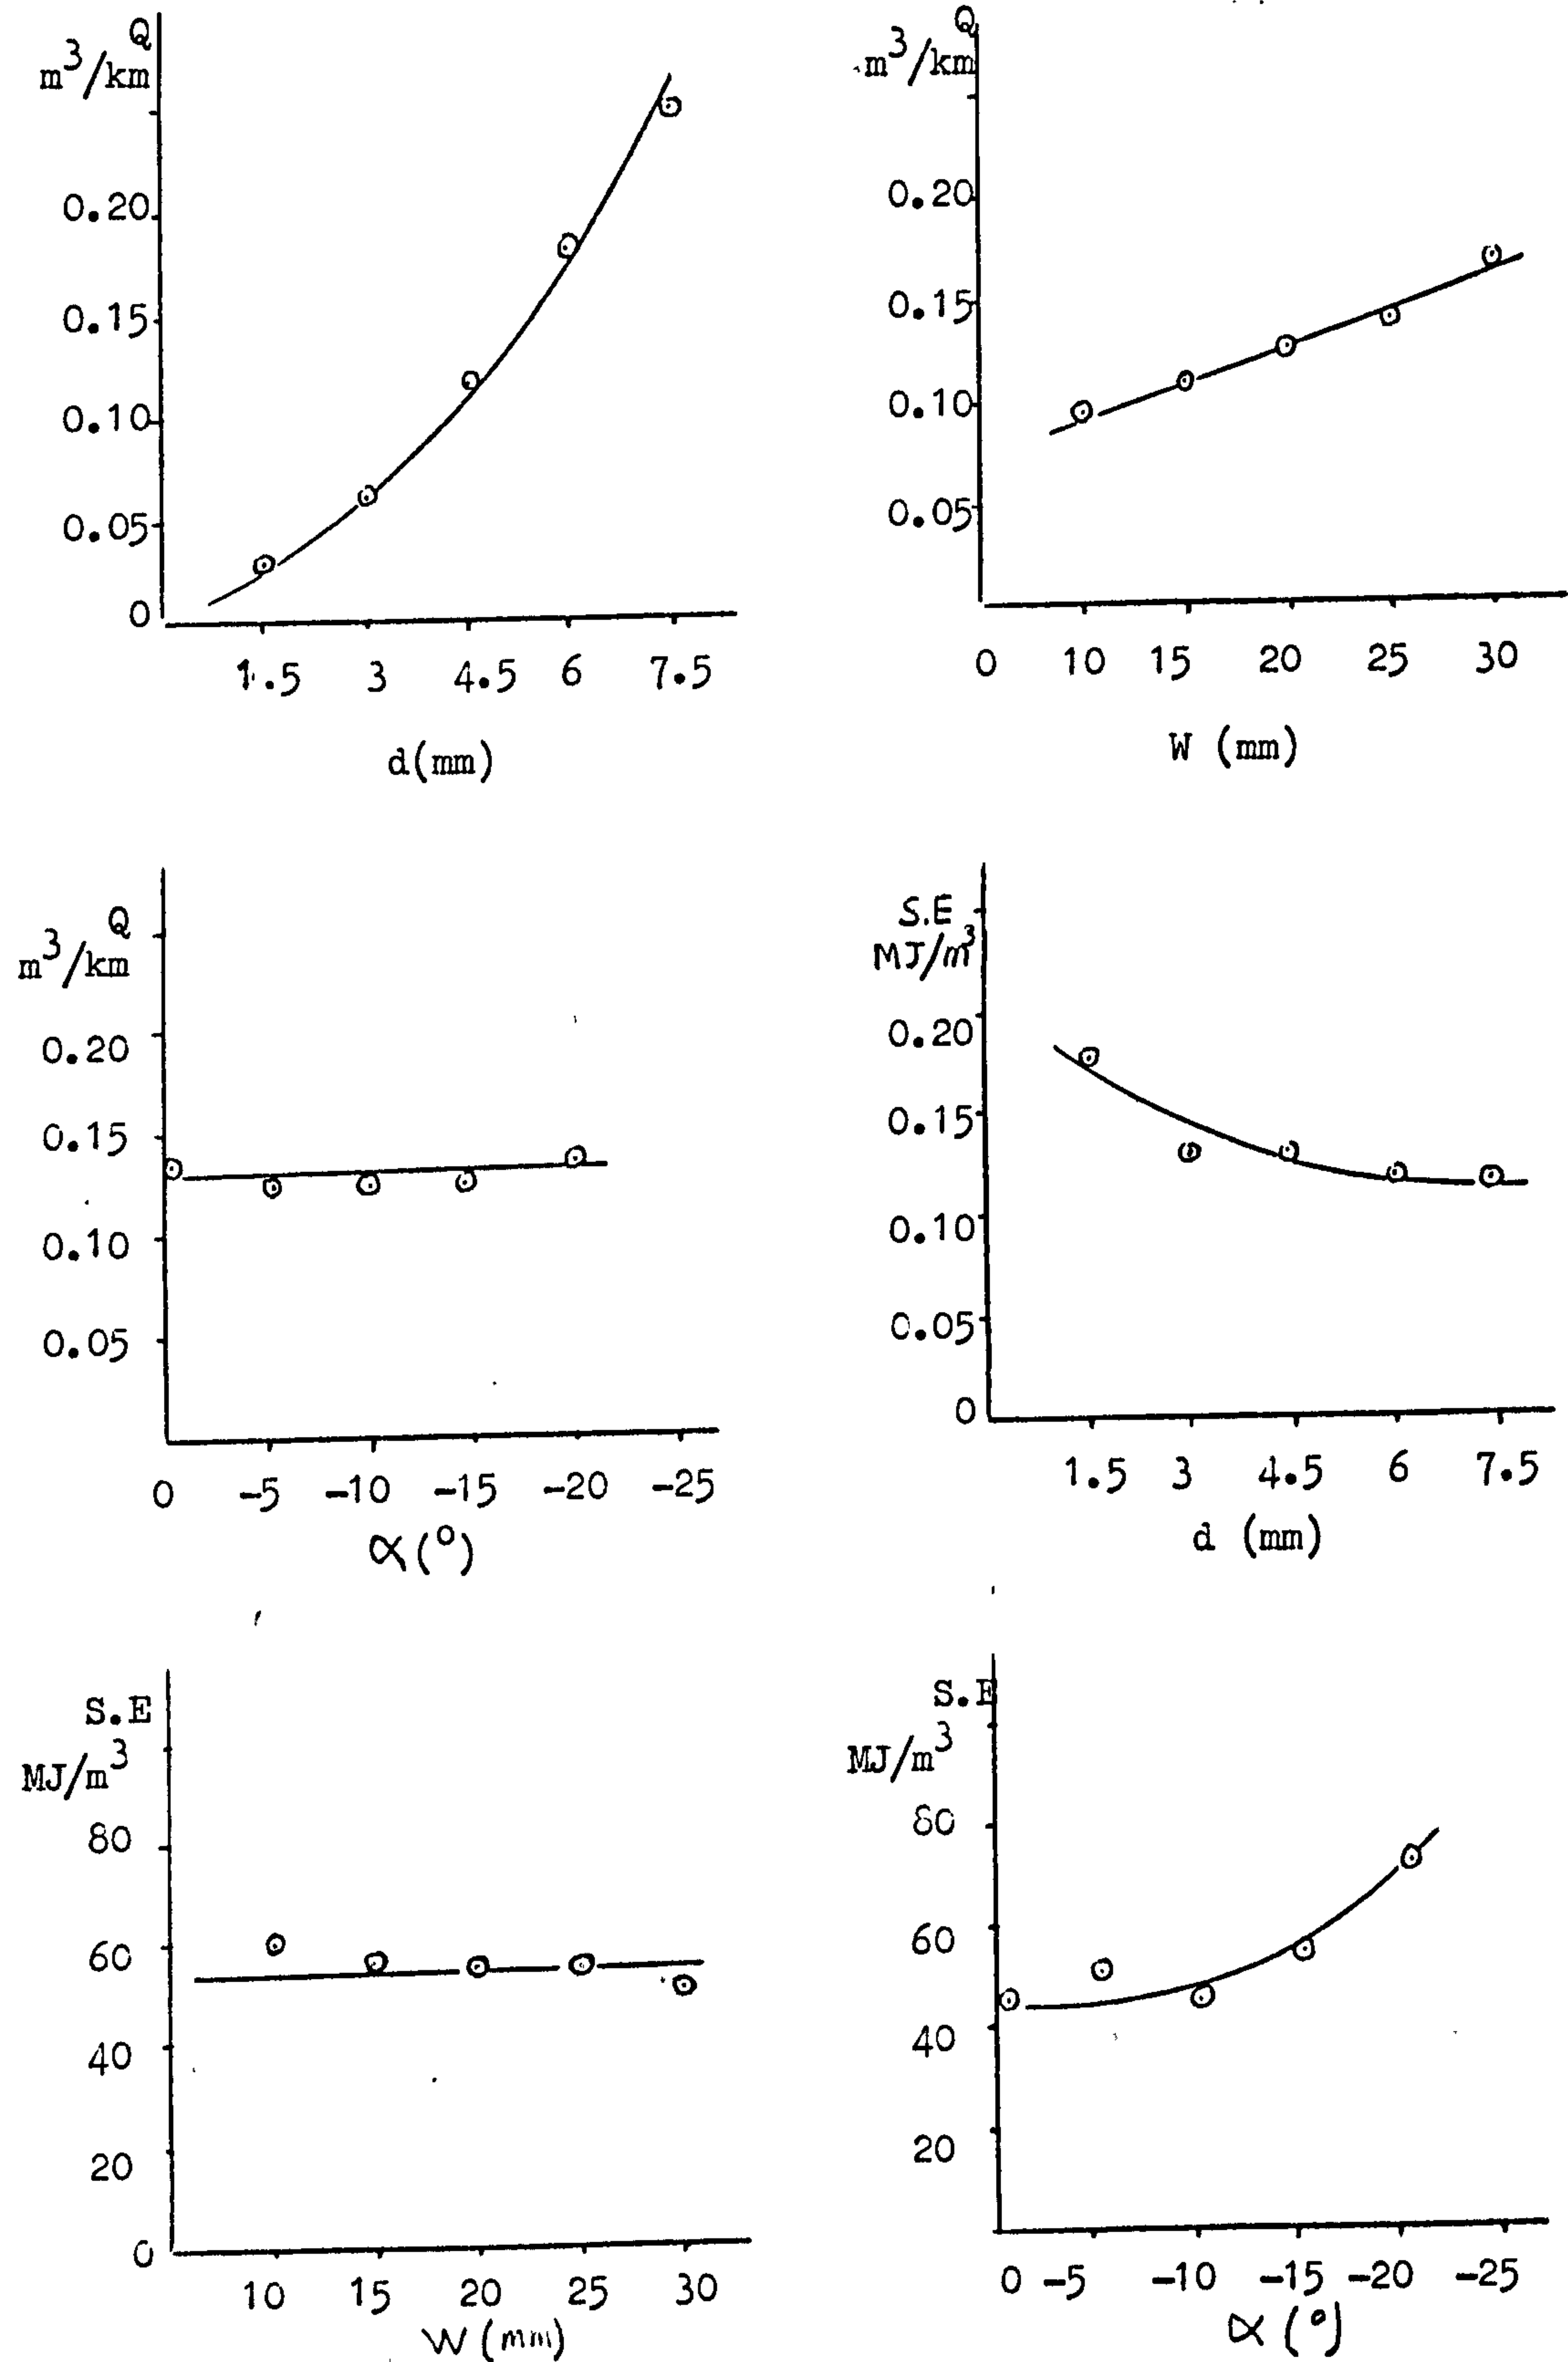 Q
m³/km
0.20
0.15
0.10
0.05
0
1.5 3 4.5 6 7.5
d(mm)
Q
m³/km
0.20
0.15
0.10
0.05
0 10 15 20 25 30
W (mm)
Q
m³/km
0.20
0.15
0.10
0.05
0 -5 -10 -15 -20 -25
α(°)
S.E
MJ/m³
0.20
0.15
0.10
0.05
0
1.5 3 4.5 6 7.5
d (mm)
S.E
MJ/m³
80
60
40
20
0
10 15 20 25 30
W (mm)
S.E
MJ/m³
80
60
40
20
0 -5 -10 -15 -20 -25
α (°)